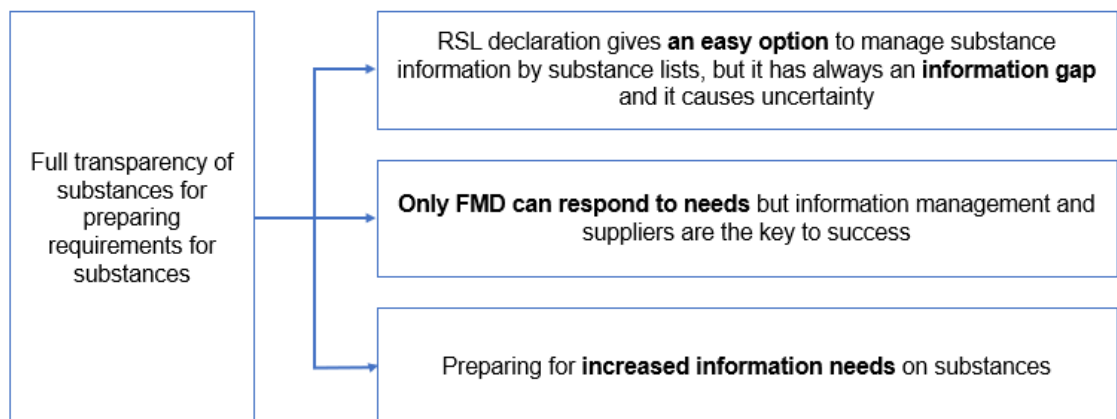 Full transparency of
substances for
preparing
requirements for
substances
RSL declaration gives an easy option to manage substance
information by substance lists, but it has always an information gap
and it causes uncertainty
Only FMD can respond to needs but information management and
suppliers are the key to success
Preparing for increased information needs on substances